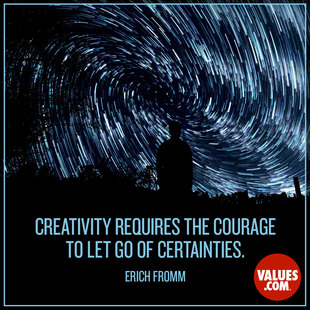 CREATIVITY REQUIRES THE COURAGE
TO LET GO OF CERTAINTIES.
ERICH FROMM
VALUES
.COM